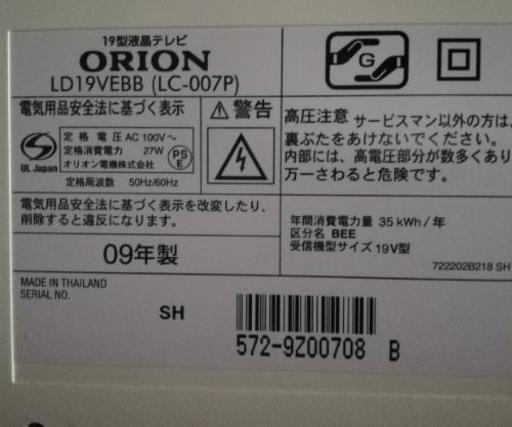 19型液晶テレビ
ORION
LD19VEBB (LC-007P)
G
電気用品安全法に基づく表示
UL Japan
定格電圧 AC 100V～
定格消費電力 27W
オリオン電機株式会社
PS
E
定格周波数 50Hz/60Hz
警告
高圧注意 サービスマン以外の方は、
裏ぶたをあけないでください。
内部には、高電圧部分が数多くあり
万一さわると危険です。
電気用品安全法に基づく表示を改変したり、
削除すると違反になります。
09年製
年間消費電力量 35 kWh/年
区分名 BEE
受信機型サイズ 19V型
722202B218 SH
MADE IN THAILAND
SERIAL NO.
SH
572-9Z00708 B